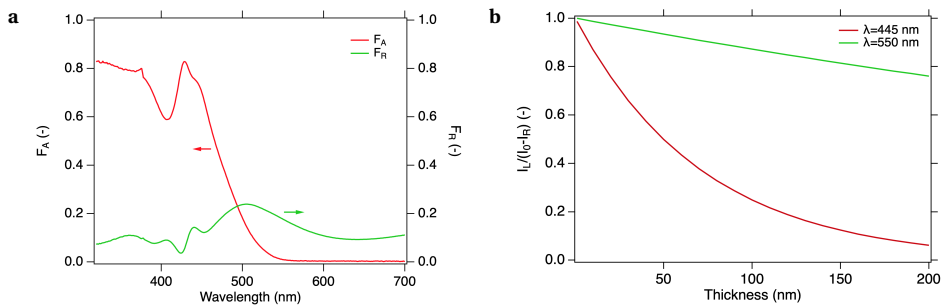 a
1.0
0.8
0.6
0.4
0.2
0.0
F_A (-)
F_A
F_R
1.0
0.8
0.6
0.4
0.2
0.0
F_R (-)
400 500 600 700
Wavelength (nm)
b
1.0
0.8
0.6
0.4
0.2
0.0
I_L/(I_0-I_R) (-)
λ=445 nm
λ=550 nm
50 100 150 200
Thickness (nm)